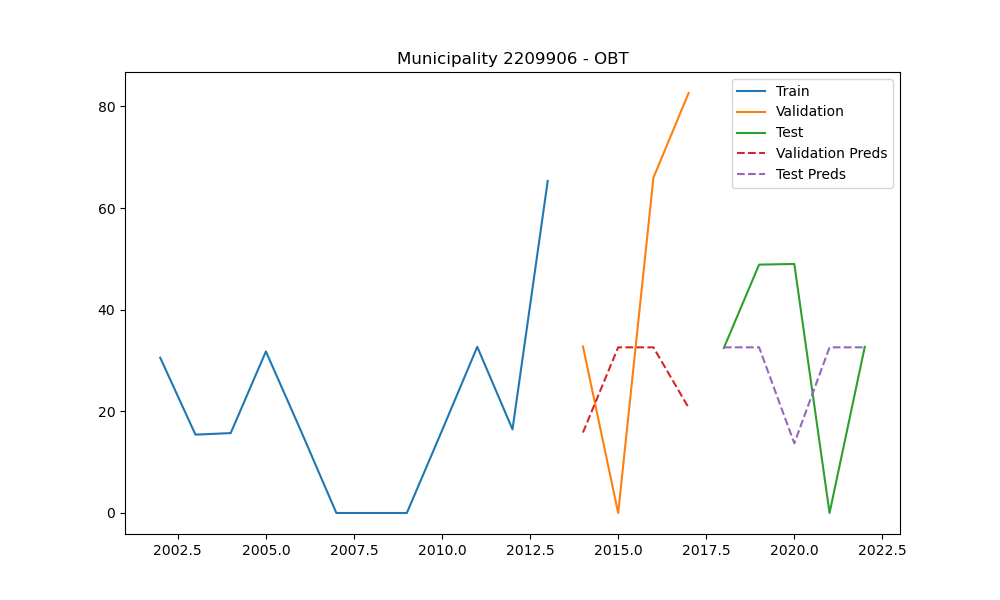 Municipality 2209906 - OBT
Train
Validation
Test
Validation Preds
Test Preds
80
60
40
20
0
2002.5 2005.0 2007.5 2010.0 2012.5 2015.0 2017.5 2020.0 2022.5